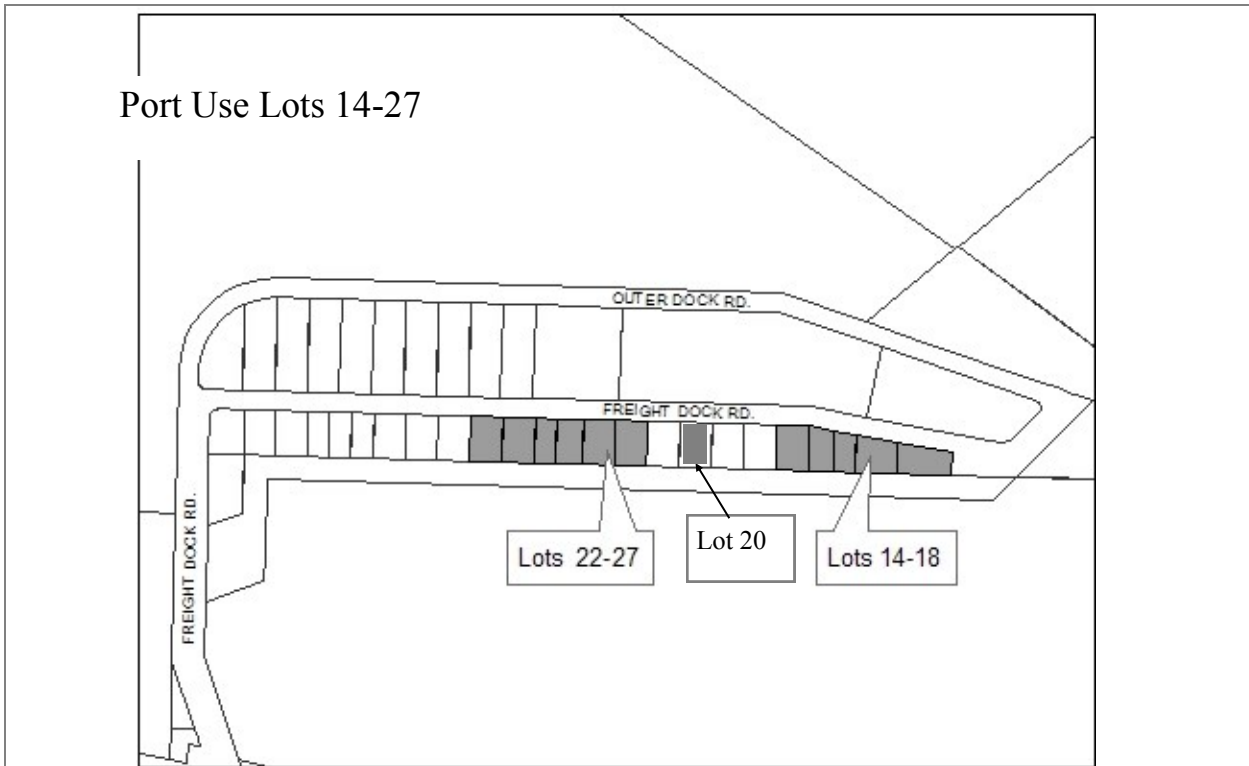 Port Use Lots 14-27
OUTER DOCK RD.
FREIGHT DOCK RD.
FREIGHT DOCK RD.
Lots 22-27
Lot 20
Lots 14-18